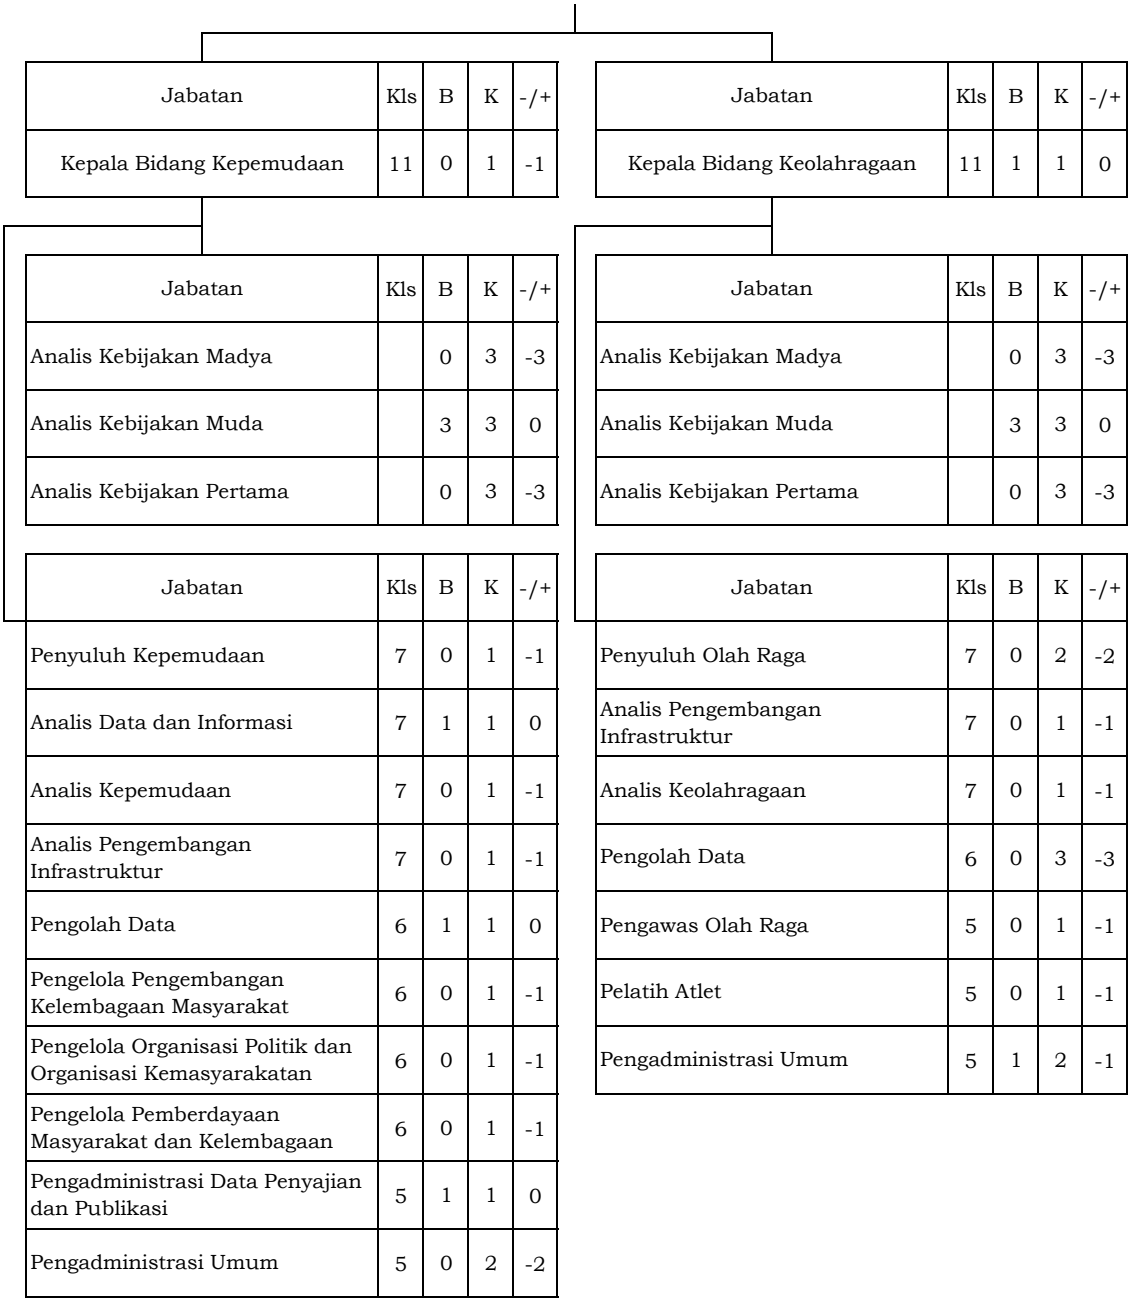 Jabatan Kls B K -/+
Kepala Bidang Kepemudaan 11 0 1 -1
Jabatan Kls B K -/+
Kepala Bidang Keolahragaan 11 1 1 0
Jabatan Kls B K -/+
Analis Kebijakan Madya 0 3 -3
Analis Kebijakan Muda 3 3 0
Analis Kebijakan Pertama 0 3 -3
Jabatan Kls B K -/+
Analis Kebijakan Madya 0 3 -3
Analis Kebijakan Muda 3 3 0
Analis Kebijakan Pertama 0 3 -3
Jabatan Kls B K -/+
Penyuluh Kepemudaan 7 0 1 -1
Analis Data dan Informasi 7 1 1 0
Analis Kepemudaan 7 0 1 -1
Analis Pengembangan
Infrastruktur 7 0 1 -1
Pengolah Data 6 1 1 0
Pengelola Pengembangan
Kelembagaan Masyarakat 6 0 1 -1
Pengelola Organisasi Politik dan
Organisasi Kemasyarakatan 6 0 1 -1
Pengelola Pemberdayaan
Masyarakat dan Kelembagaan 6 0 1 -1
Pengadministrasi Data Penyajian
dan Publikasi 5 1 1 0
Pengadministrasi Umum 5 0 2 -2
Jabatan Kls B K -/+
Penyuluh Olah Raga 7 0 2 -2
Analis Pengembangan
Infrastruktur 7 0 1 -1
Analis Keolahragaan 7 0 1 -1
Pengolah Data 6 0 3 -3
Pengawas Olah Raga 5 0 1 -1
Pelatih Atlet 5 0 1 -1
Pengadministrasi Umum 5 1 2 -1